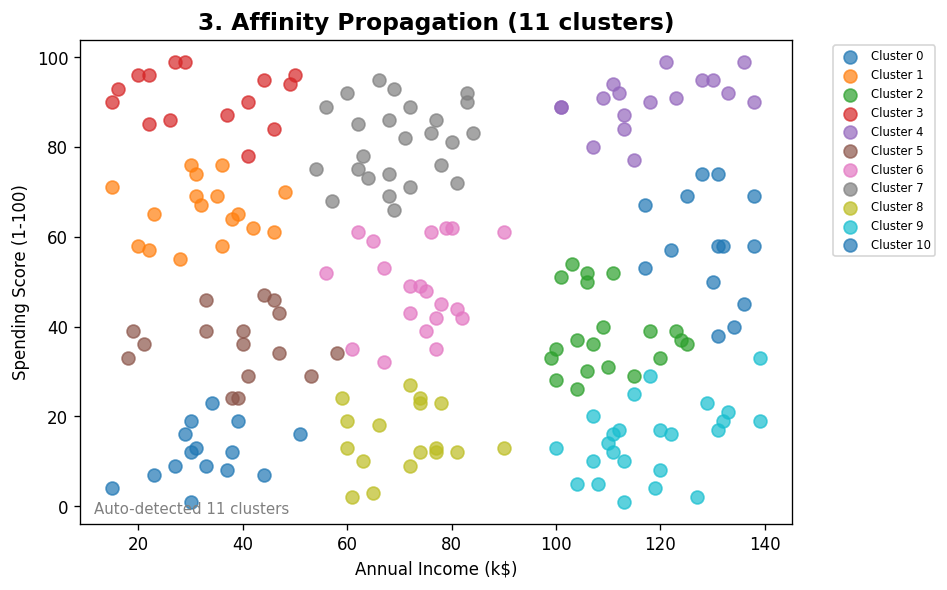 3. Affinity Propagation (11 clusters)
100
80
60
40
20
0
Spending Score (1-100)
Auto-detected 11 clusters
20
40
60
80
100
120
140
Annual Income (k$)
Cluster 0
Cluster 1
Cluster 2
Cluster 3
Cluster 4
Cluster 5
Cluster 6
Cluster 7
Cluster 8
Cluster 9
Cluster 10